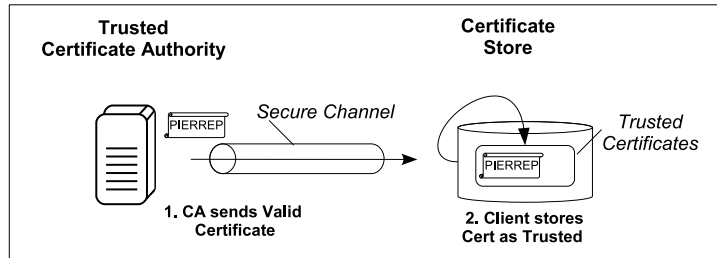 Trusted
Certificate Authority
Certificate
Store
PIERREP
Secure Channel
Trusted
Certificates
PIERREP
1. CA sends Valid
Certificate
2. Client stores
Cert as Trusted